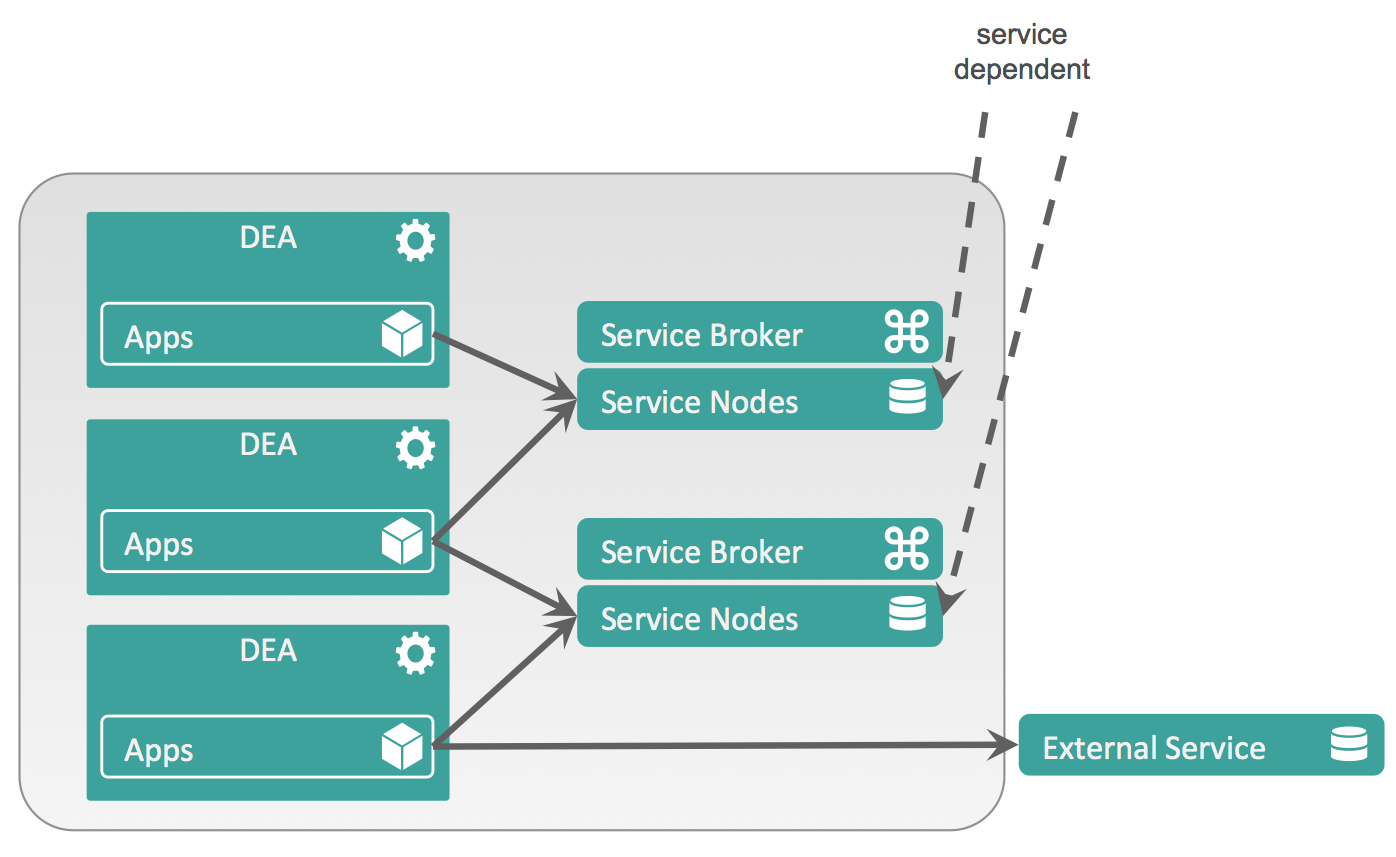 service
dependent
DEA
Apps
Service Broker
Service Nodes
DEA
Apps
Service Broker
Service Nodes
DEA
Apps
External Service